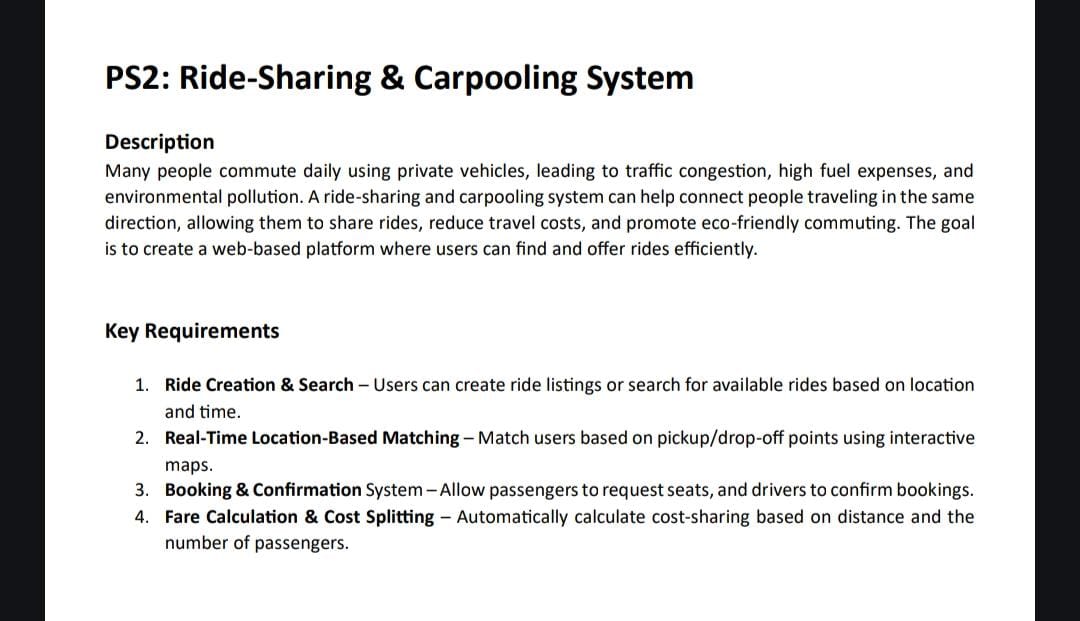 PS2: Ride-Sharing & Carpooling System
Description
Many people commute daily using private vehicles, leading to traffic congestion, high fuel expenses, and
environmental pollution. A ride-sharing and carpooling system can help connect people traveling in the same
direction, allowing them to share rides, reduce travel costs, and promote eco-friendly commuting. The goal
is to create a web-based platform where users can find and offer rides efficiently.
Key Requirements
1. Ride Creation & Search – Users can create ride listings or search for available rides based on location
and time.
2. Real-Time Location-Based Matching – Match users based on pickup/drop-off points using interactive
maps.
3. Booking & Confirmation System – Allow passengers to request seats, and drivers to confirm bookings.
4. Fare Calculation & Cost Splitting – Automatically calculate cost-sharing based on distance and the
number of passengers.